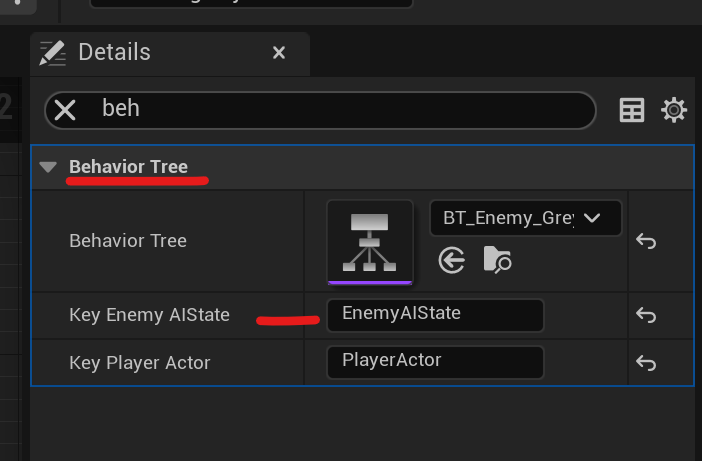 Details
beh
Behavior Tree
Behavior Tree
BT_Enemy_Grey
Key Enemy AIState
EnemyAIState
Key Player Actor
PlayerActor